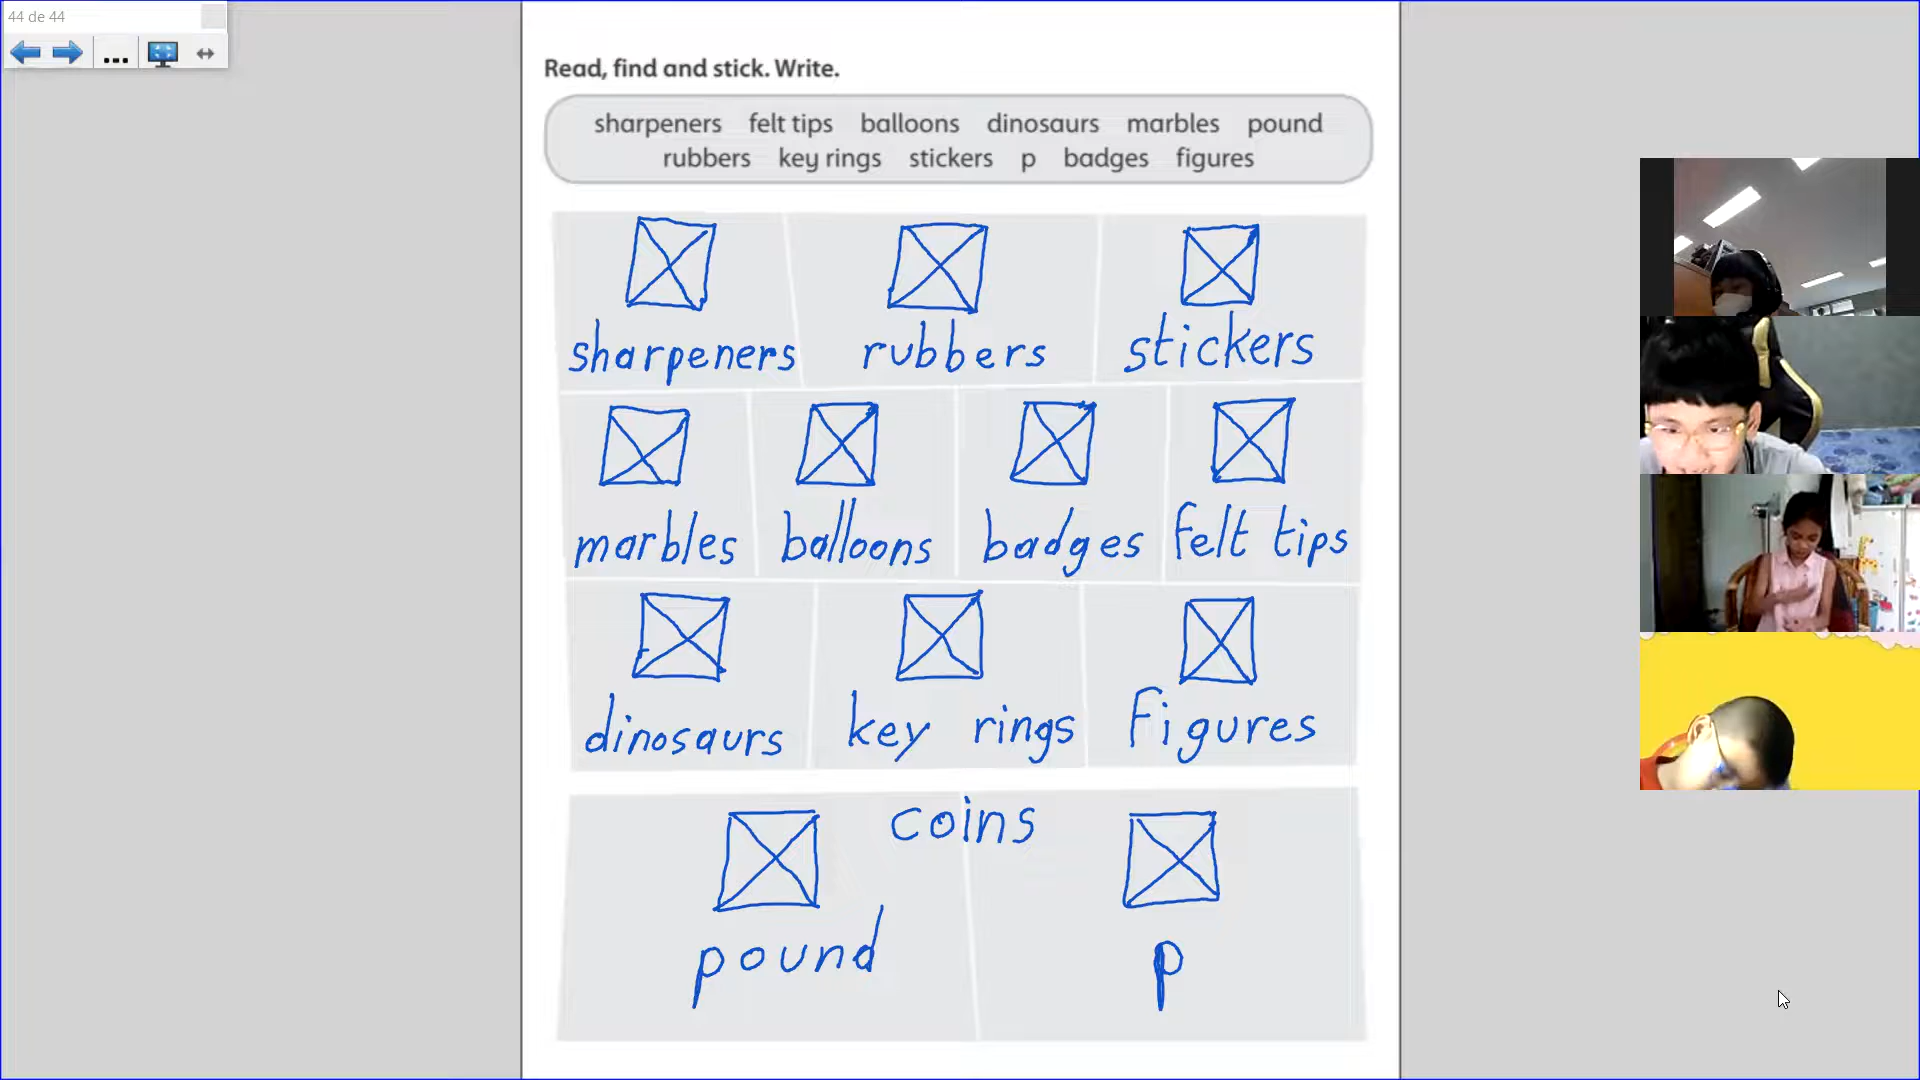 44 de 44
Read, find and stick. Write.
sharpeners felt tips balloons dinosaurs marbles pound
rubbers key rings stickers p badges figures
sharpeners rubbers stickers
marbles balloons badges felt tips
dinosaurs key rings Figures
coins
pound p